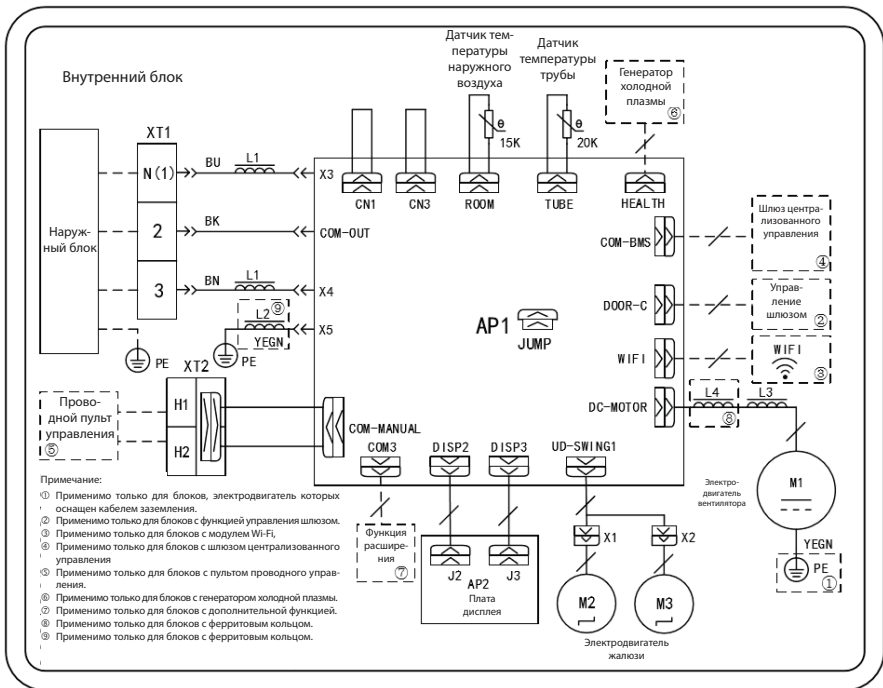 Внутренний блок
Датчик тем-
пературы
наружного
воздуха
Датчик
температуры
трубы
Генератор
холодной
плазмы
⑥
θ
15K
θ
20K
XT1
N(1)
BU
L1
X3
CN1
CN3
ROOM
TUBE
HEALTH
Наруж-
ный блок
2
BK
COM-OUT
COM-BMS
Шлюз центра-
лизованного
управления
④
3
BN
L1
X4
L2
⑨
YEGN
X5
PE
PE
AP1
JUMP
DOOR-C
Управ-
ление
шлюзом
②
WIFI
WIFI
③
XT2
H1
H2
Прово-
дной пульт
управления
⑤
COM-MANUAL
DC-MOTOR
L4
⑧
L3
COM3
DISP2
DISP3
UD-SWING1
Электро-
двигатель
вентилятора
M1
YEGN
PE
①
Функция
расшире-
ния
⑦
J2
J3
AP2
Плата
дисплея
X1
X2
M2
M3
Электродвигатель
жалюзи
Примечание:
① Применимо только для блоков, электродвигатель которых
оснащен кабелем заземления.
② Применимо только для блоков с функцией управления шлюзом.
③ Применимо только для блоков с модулем Wi-Fi,
④ Применимо только для блоков с шлюзом централизованного
управления
⑤ Применимо только для блоков с пультом проводного управ-
ления.
⑥ Применимо только для блоков с генератором холодной плазмы.
⑦ Применимо только для блоков с дополнительной функцией.
⑧ Применимо только для блоков с ферритовым кольцом.
⑨ Применимо только для блоков с ферритовым кольцом.